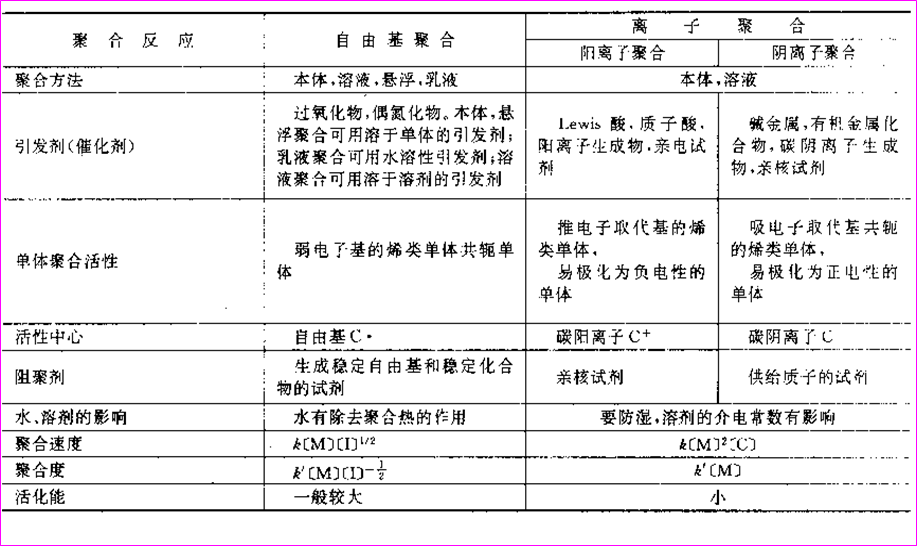 聚合反应
自由基聚合
离子聚合
阳离子聚合
阴离子聚合
聚合方法
本体,溶液,悬浮,乳液
本体,溶液
引发剂(催化剂)
过氧化物,偶氮化物。本体,悬
浮聚合可用溶于单体的引发剂;
乳液聚合可用水溶性引发剂;溶
液聚合可用溶于溶剂的引发剂
Lewis 酸,质子酸,
阳离子生成物,亲电试
剂
碱金属,有机金属化
合物,碳阴离子生成
物,亲核试剂
单体聚合活性
弱电子基的烯类单体共轭单
体
推电子取代基的烯
类单体,
易极化为负电性的
单体
吸电子取代基共轭
的烯类单体,
易极化为正电性的
单体
活性中心
自由基C·
碳阳离子C⁺
碳阴离子C
阻聚剂
生成稳定自由基和稳定化合
物的试剂
亲核试剂
供给质子的试剂
水、溶剂的影响
水有除去聚合热的作用
要防湿,溶剂的介电常数有影响
聚合速度
k〔M〕〔I〕1/2
k〔M〕²〔C〕
聚合度
k′〔M〕〔I〕-1/2
k′〔M〕
活化能
一般较大
小